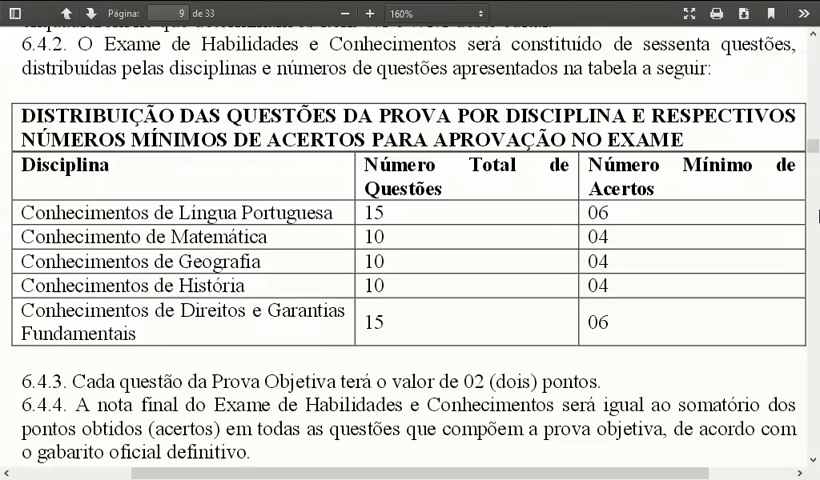 Página: 9 de 33 160%
6.4.2. O Exame de Habilidades e Conhecimentos será constituído de sessenta questões,
distribuídas pelas disciplinas e números de questões apresentados na tabela a seguir:
DISTRIBUIÇÃO DAS QUESTÕES DA PROVA POR DISCIPLINA E RESPECTIVOS
NÚMEROS MÍNIMOS DE ACERTOS PARA APROVAÇÃO NO EXAME
Disciplina Número Total de Questões Número Mínimo de Acertos
Conhecimentos de Língua Portuguesa 15 06
Conhecimento de Matemática 10 04
Conhecimentos de Geografia 10 04
Conhecimentos de História 10 04
Conhecimentos de Direitos e Garantias Fundamentais 15 06
6.4.3. Cada questão da Prova Objetiva terá o valor de 02 (dois) pontos.
6.4.4. A nota final do Exame de Habilidades e Conhecimentos será igual ao somatório dos
pontos obtidos (acertos) em todas as questões que compõem a prova objetiva, de acordo com
o gabarito oficial definitivo.